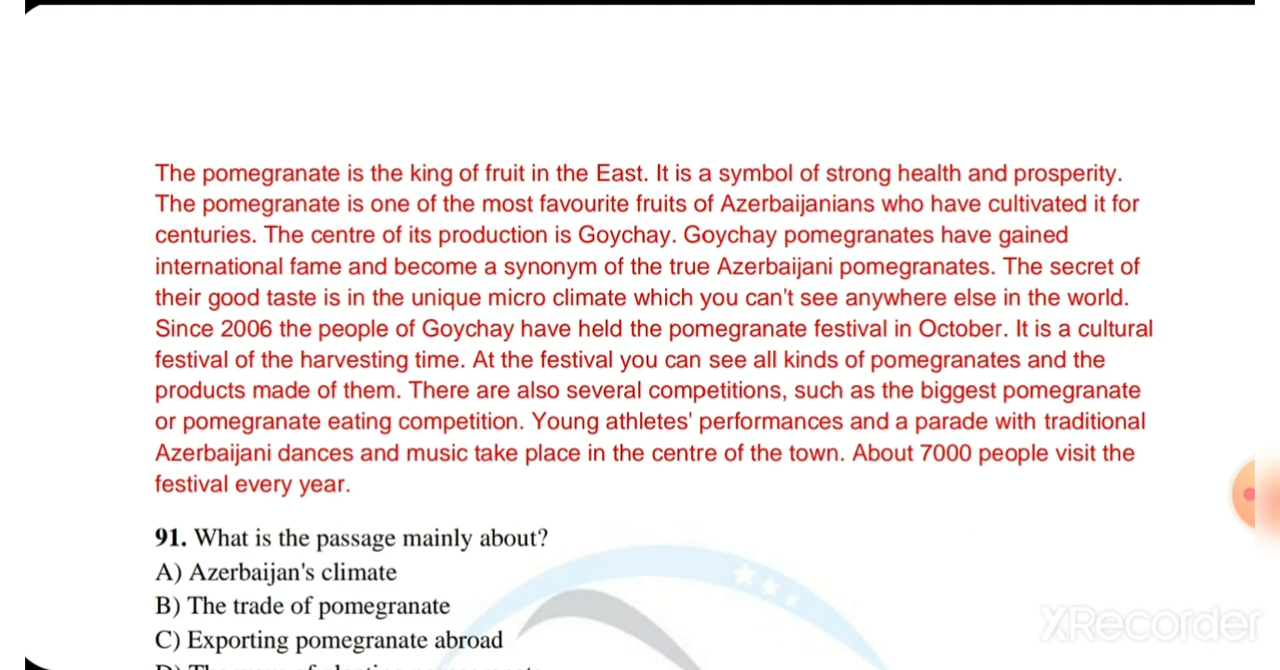 The pomegranate is the king of fruit in the East. It is a symbol of strong health and prosperity.
The pomegranate is one of the most favourite fruits of Azerbaijanians who have cultivated it for
centuries. The centre of its production is Goychay. Goychay pomegranates have gained
international fame and become a synonym of the true Azerbaijani pomegranates. The secret of
their good taste is in the unique micro climate which you can't see anywhere else in the world.
Since 2006 the people of Goychay have held the pomegranate festival in October. It is a cultural
festival of the harvesting time. At the festival you can see all kinds of pomegranates and the
products made of them. There are also several competitions, such as the biggest pomegranate
or pomegranate eating competition. Young athletes' performances and a parade with traditional
Azerbaijani dances and music take place in the centre of the town. About 7000 people visit the
festival every year.
91. What is the passage mainly about?
A) Azerbaijan's climate
B) The trade of pomegranate
C) Exporting pomegranate abroad
XRecorder